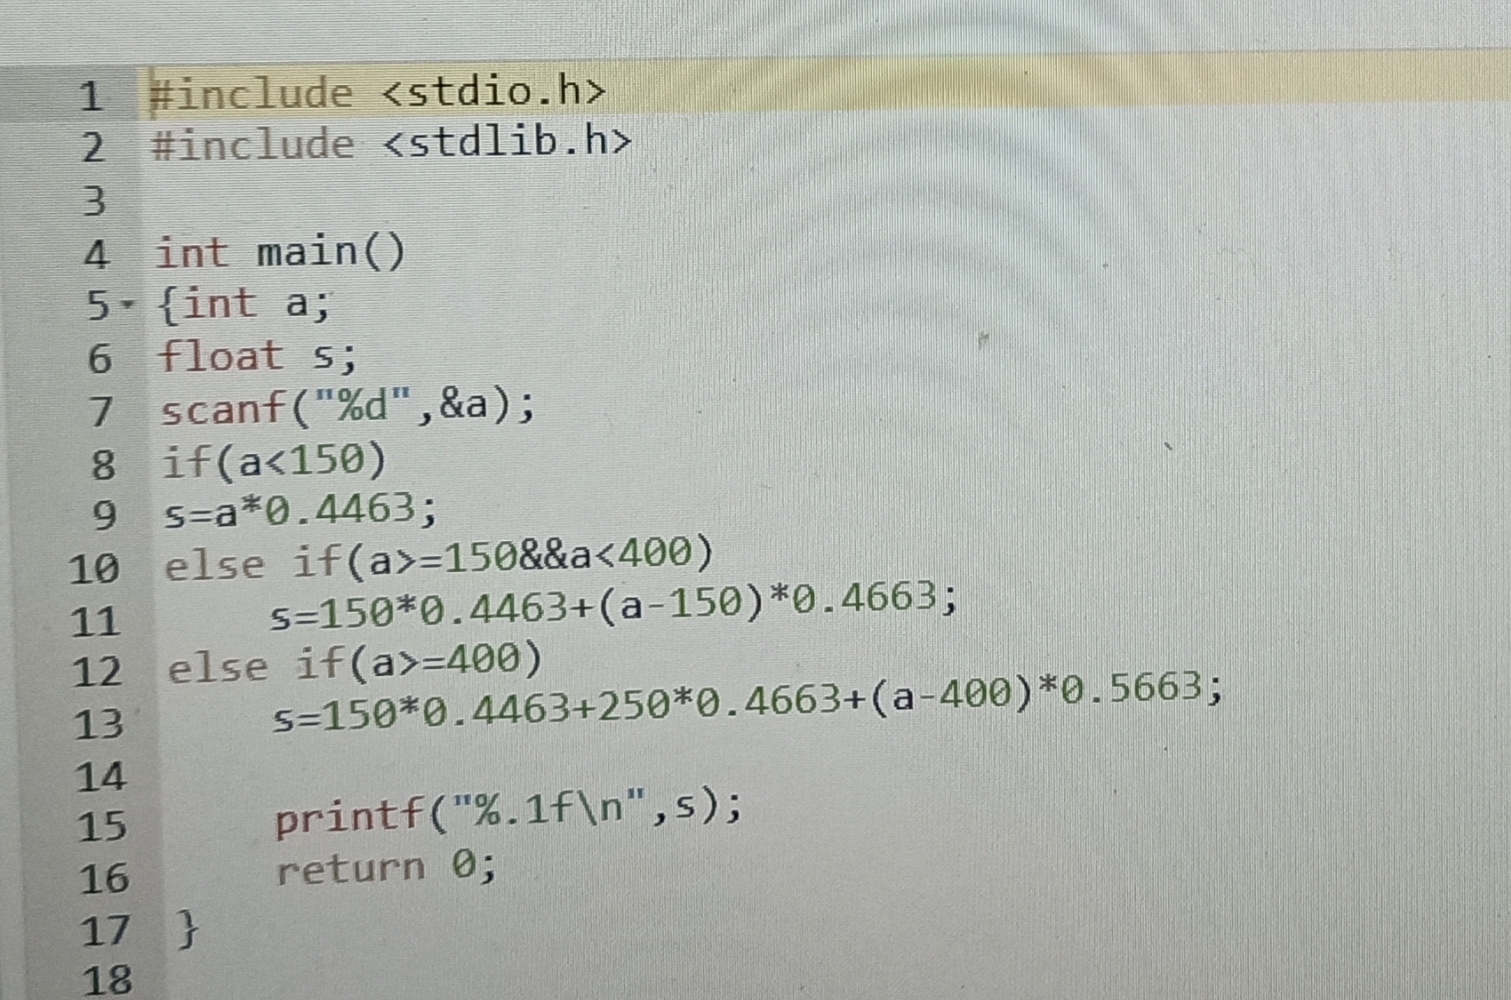 1 #include <stdio.h>
2 #include <stdlib.h>
3
4 int main()
5 {int a;
6 float s;
7 scanf("%d",&a);
8 if(a<150)
9 s=a*0.4463;
10 else if(a>=150&&a<400)
11 s=150*0.4463+(a-150)*0.4663;
12 else if(a>=400)
13 s=150*0.4463+250*0.4663+(a-400)*0.5663;
14
15 printf("%.1f\n",s);
16 return 0;
17 }
18